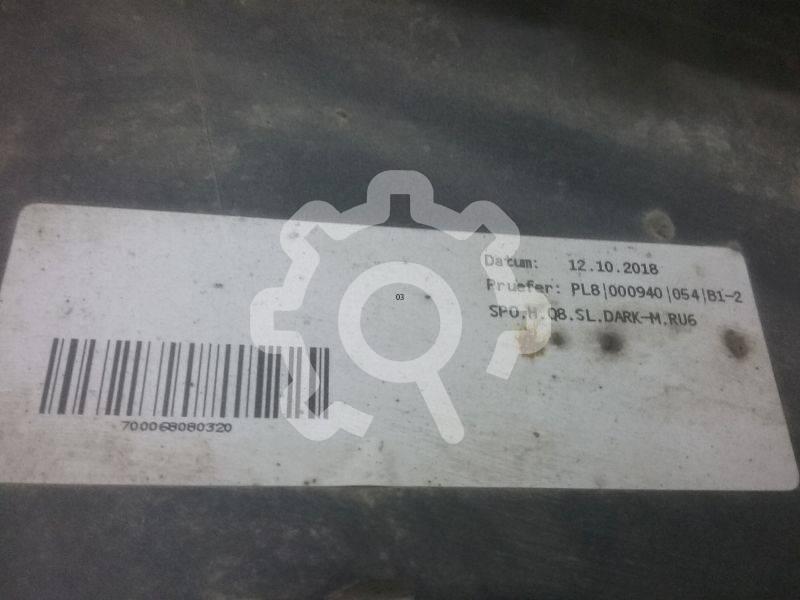 Datum: 12.10.2018
Pruefer: PL8|000940|054|B1-2
SPO.H.Q8.SL.DARK-M.RU6
03
700068080320